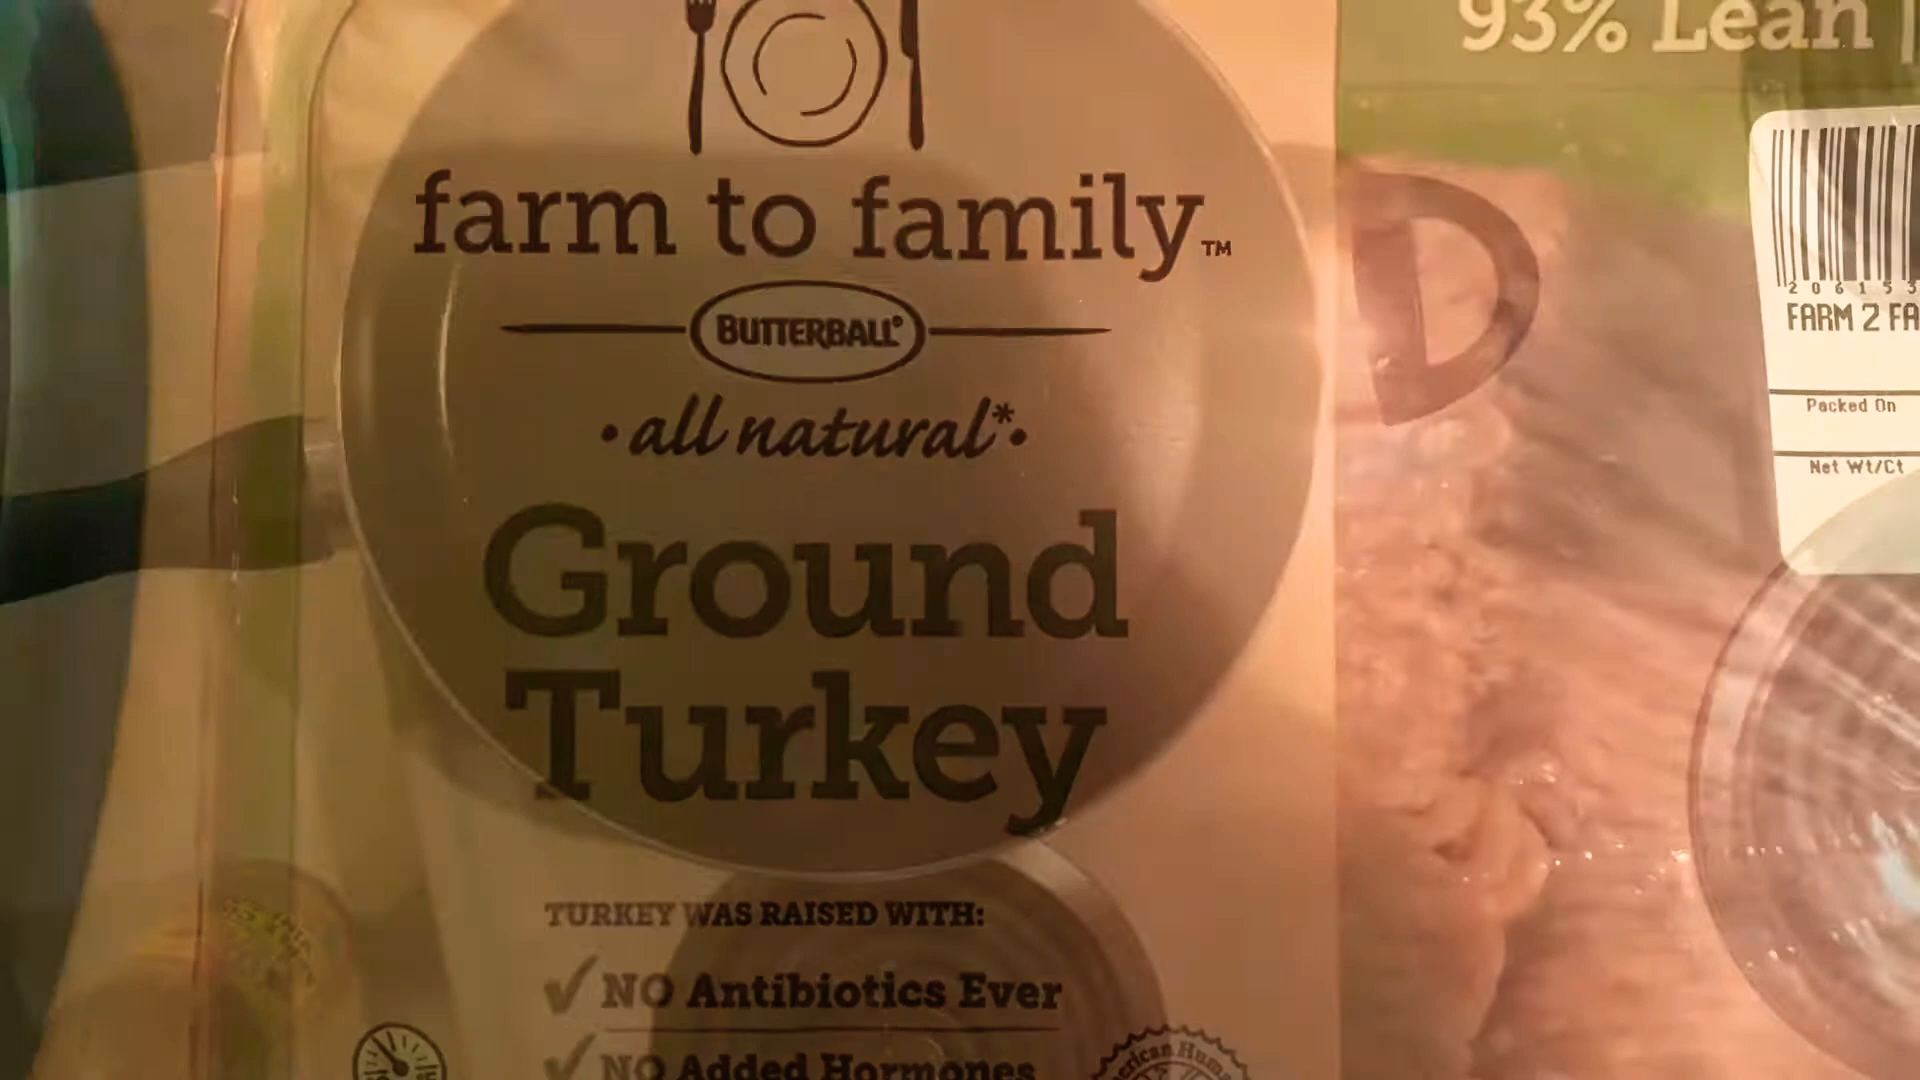 93% Lean
farm to family™
BUTTERBALL®
• all natural* •
Ground
Turkey
TURKEY WAS RAISED WITH:
✓ NO Antibiotics Ever
✓ NO Added Hormones
206153
FARM 2 FA
Packed On
Net Wt/Ct